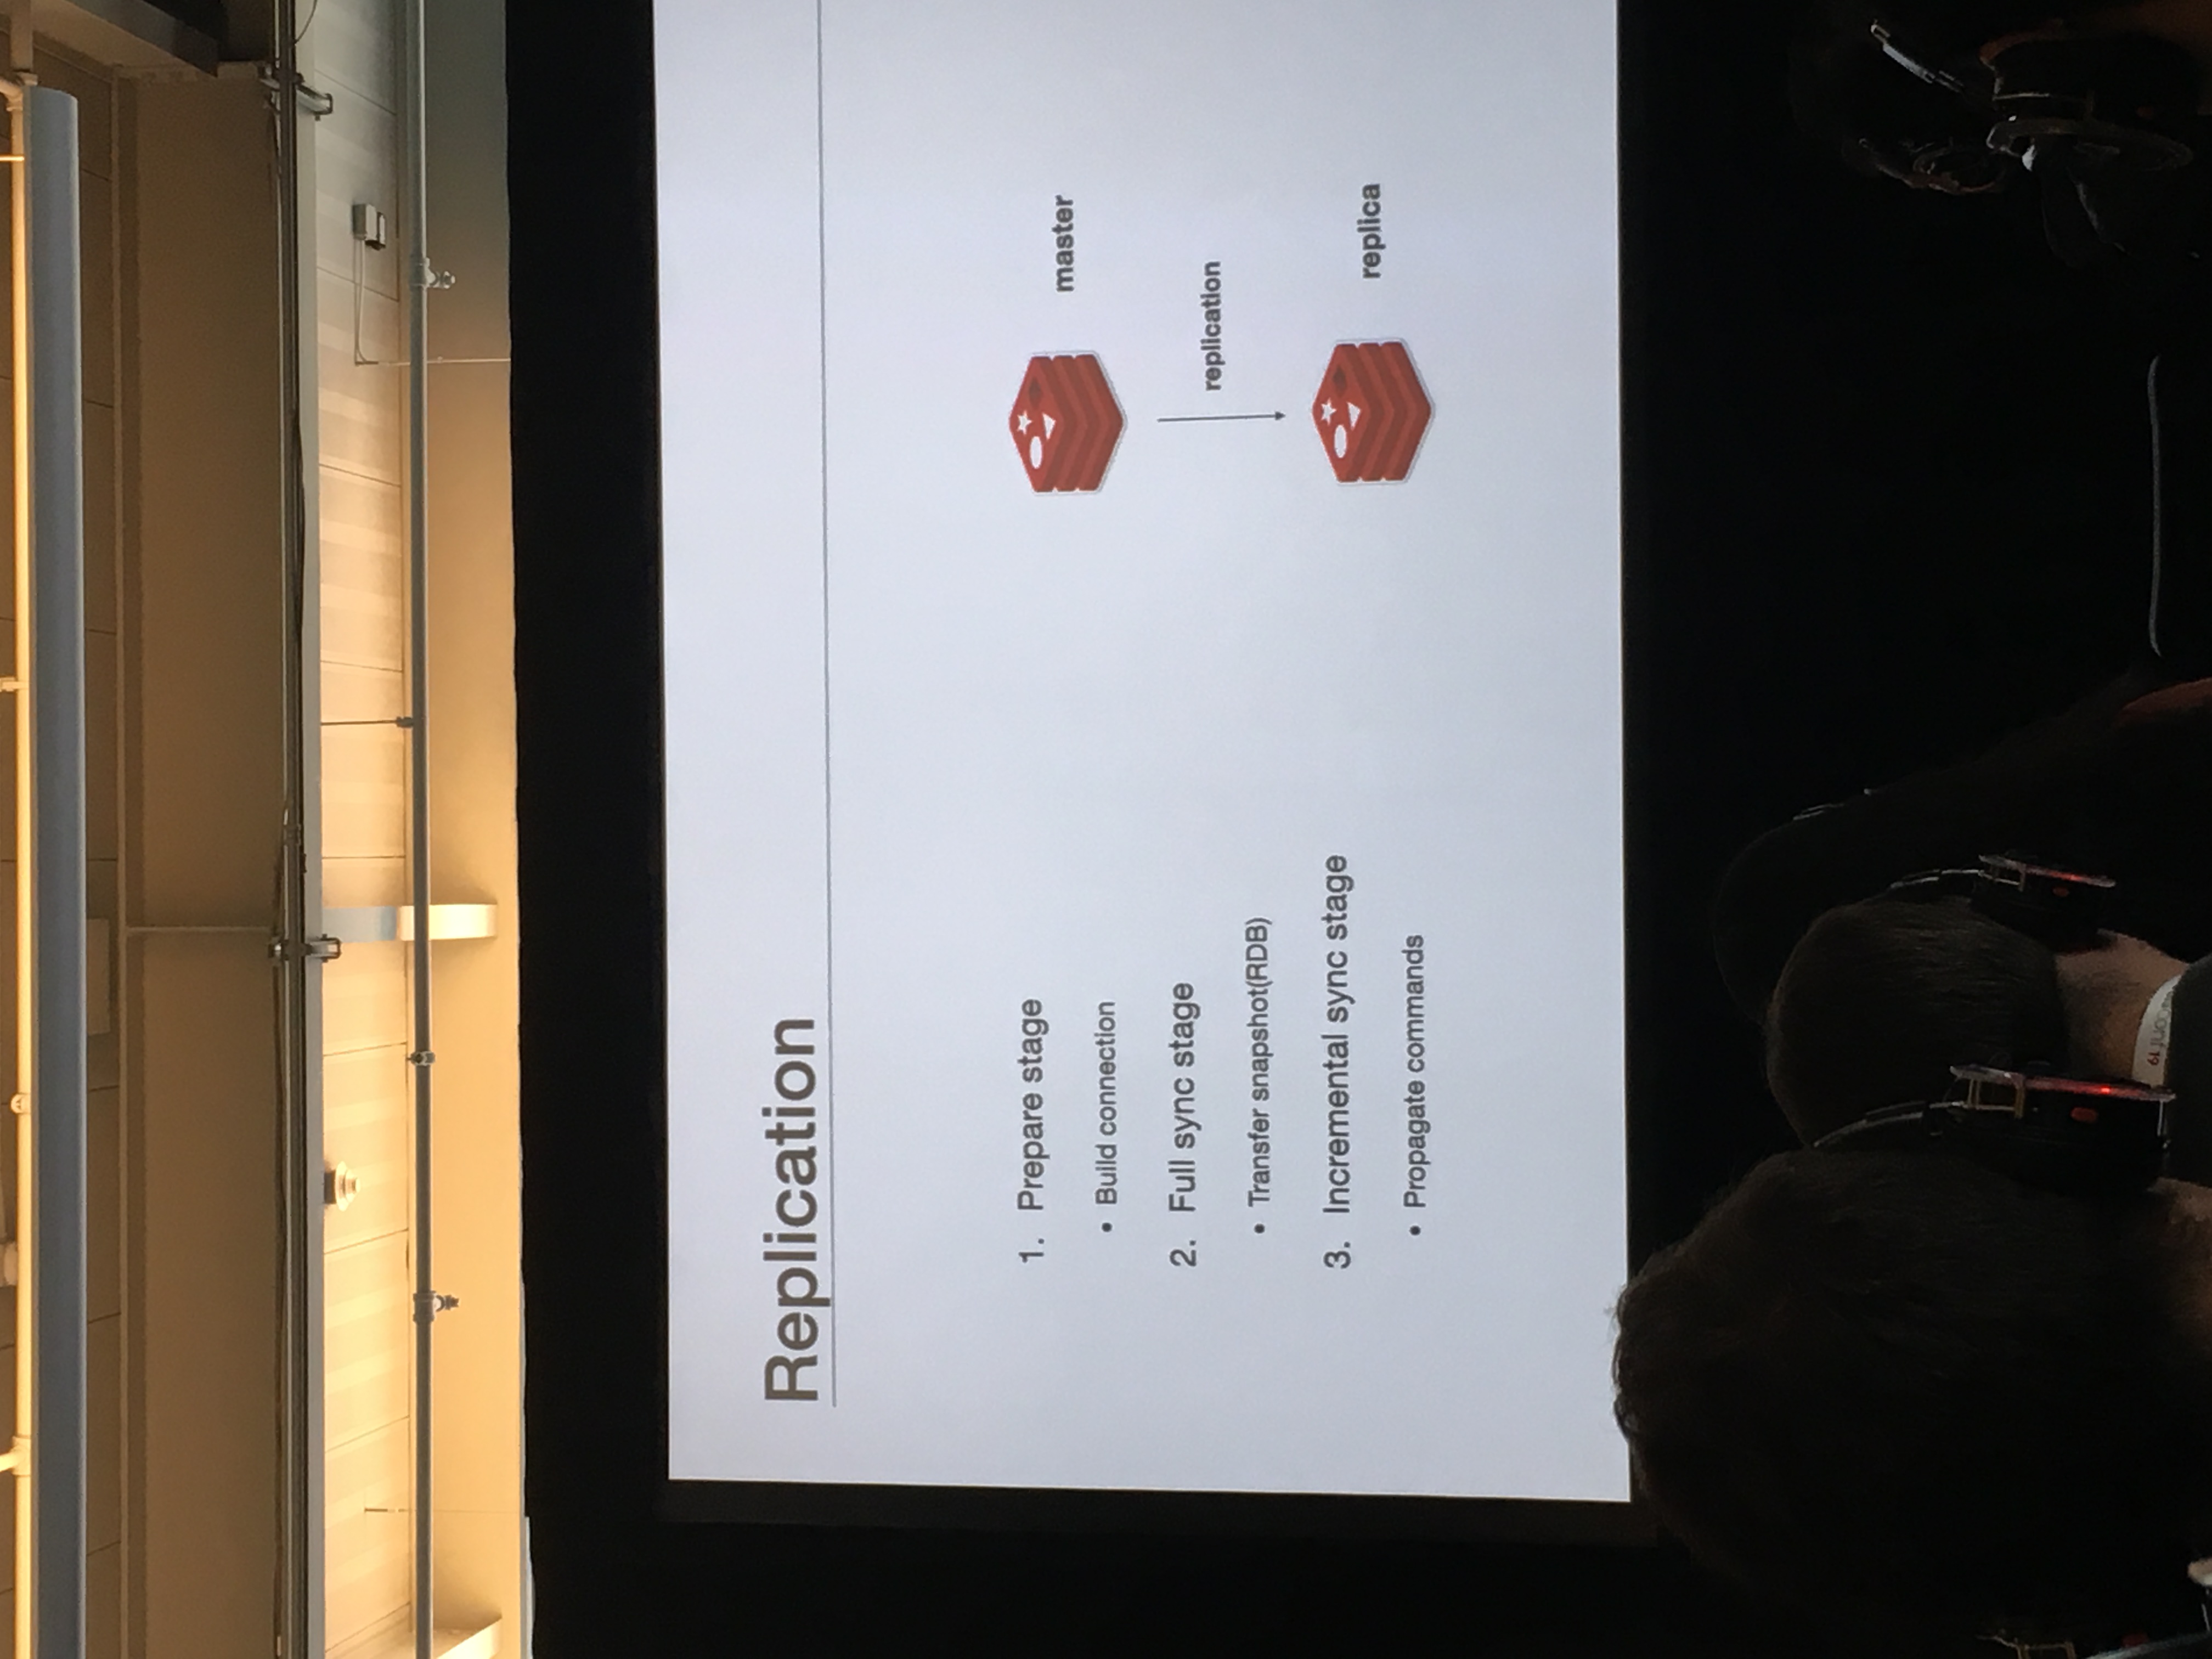 Replication
1. Prepare stage
• Build connection
2. Full sync stage
• Transfer snapshot(RDB)
3. Incremental sync stage
• Propagate commands
master
replication
replica